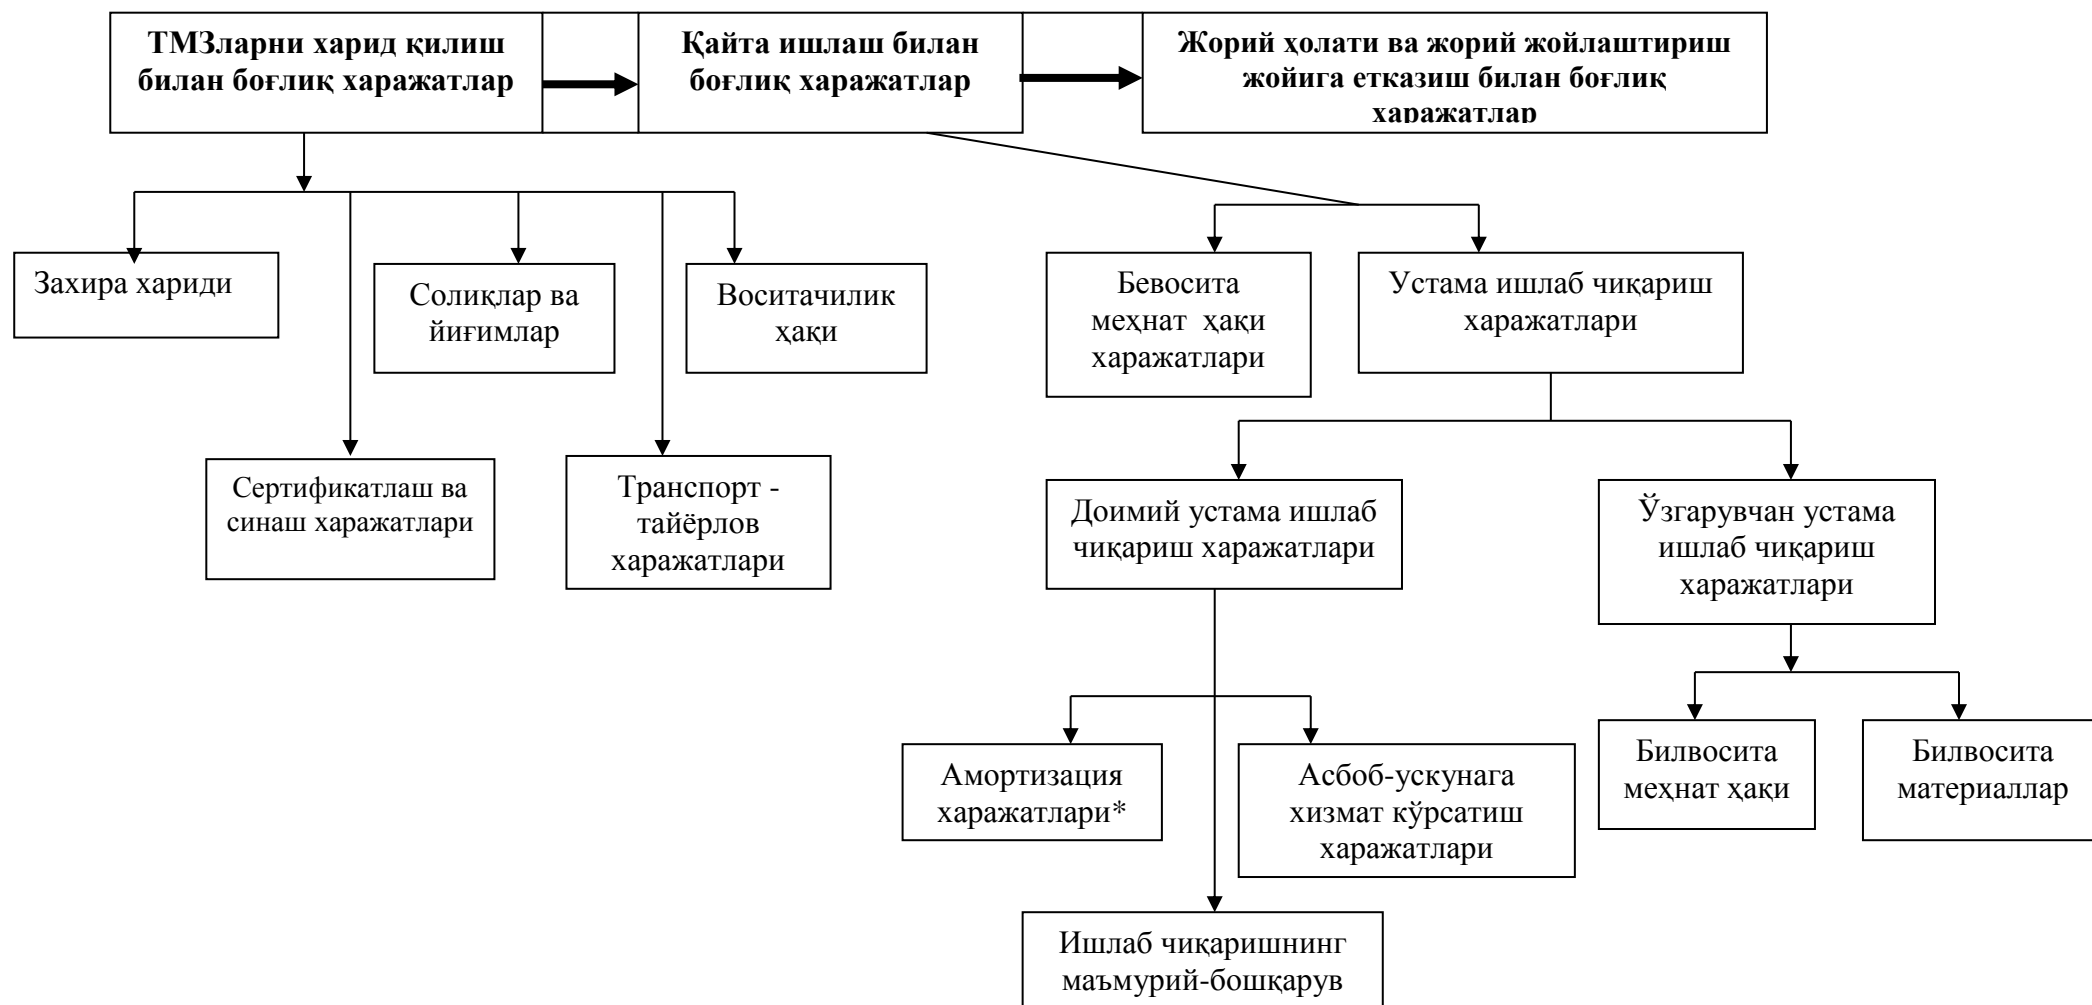 ТМЗларни харид қилиш
билан боғлиқ харажатлар
Қайта ишлаш билан
боғлиқ харажатлар
Жорий ҳолати ва жорий жойлаштириш
жойига етказиш билан боғлиқ
харажатлар
Захира хариди
Солиқлар ва
йиғимлар
Воситачилик
ҳақи
Бевосита
меҳнат ҳақи
харажатлари
Устама ишлаб чиқариш
харажатлари
Сертификатлаш ва
синаш харажатлари
Транспорт -
тайёрлов
харажатлари
Доимий устама ишлаб
чиқариш харажатлари
Ўзгарувчан устама
ишлаб чиқариш
харажатлари
Амортизация
харажатлари*
Асбоб-ускунага
хизмат кўрсатиш
харажатлари
Билвосита
меҳнат ҳақи
Билвосита
материаллар
Ишлаб чиқаришнинг
маъмурий-бошқарув